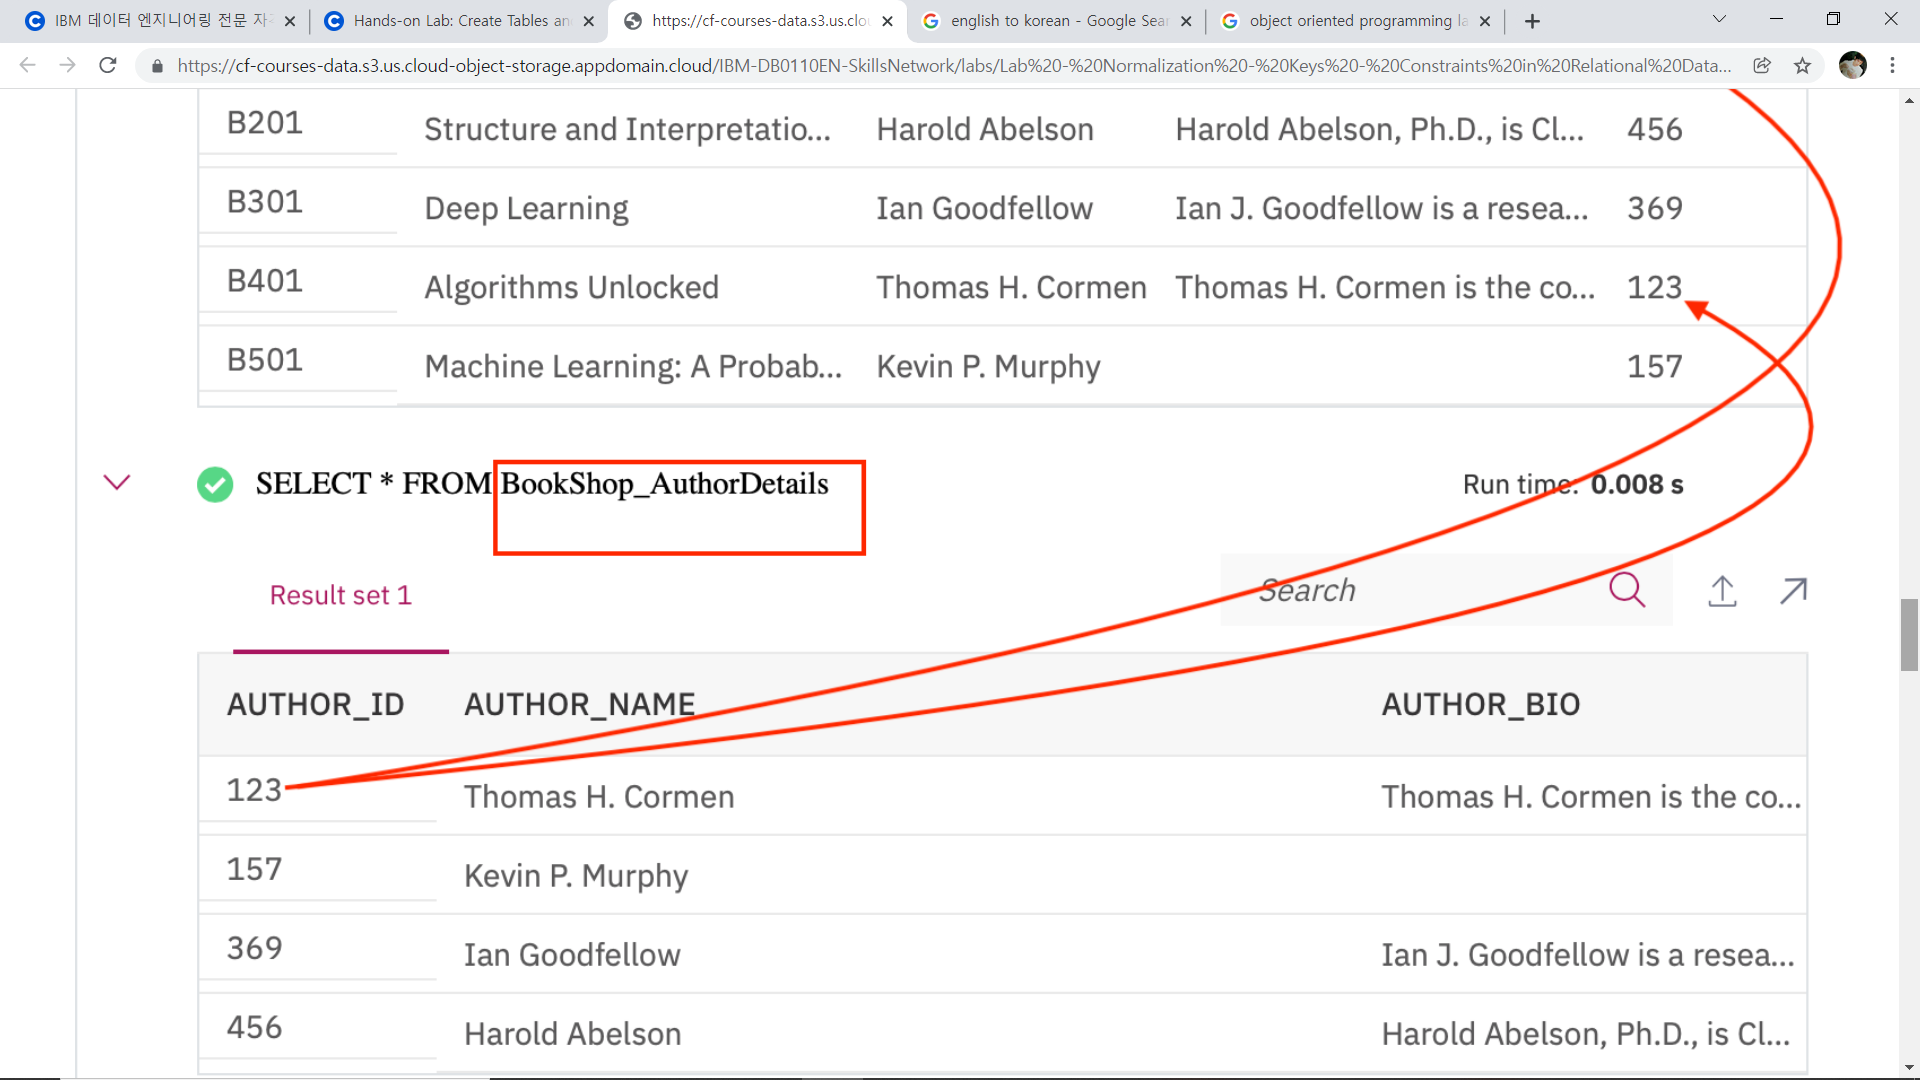 IBM 데이터 엔지니어링 전문 자격
Hands-on Lab: Create Tables an
https://cf-courses-data.s3.us.clou
english to korean - Google Sear
object oriented programming la
https://cf-courses-data.s3.us.cloud-object-storage.appdomain.cloud/IBM-DB0110EN-SkillsNetwork/labs/Lab%20-%20Normalization%20-%20Keys%20-%20Constraints%20in%20Relational%20Data...
B201 Structure and Interpretatio... Harold Abelson Harold Abelson, Ph.D., is Cl... 456
B301 Deep Learning Ian Goodfellow Ian J. Goodfellow is a resea... 369
B401 Algorithms Unlocked Thomas H. Cormen Thomas H. Cormen is the co... 123
B501 Machine Learning: A Probab... Kevin P. Murphy 157
SELECT * FROM BookShop_AuthorDetails Run time: 0.008 s
Result set 1 Search
AUTHOR_ID AUTHOR_NAME AUTHOR_BIO
123 Thomas H. Cormen Thomas H. Cormen is the co...
157 Kevin P. Murphy
369 Ian Goodfellow Ian J. Goodfellow is a resea...
456 Harold Abelson Harold Abelson, Ph.D., is Cl...